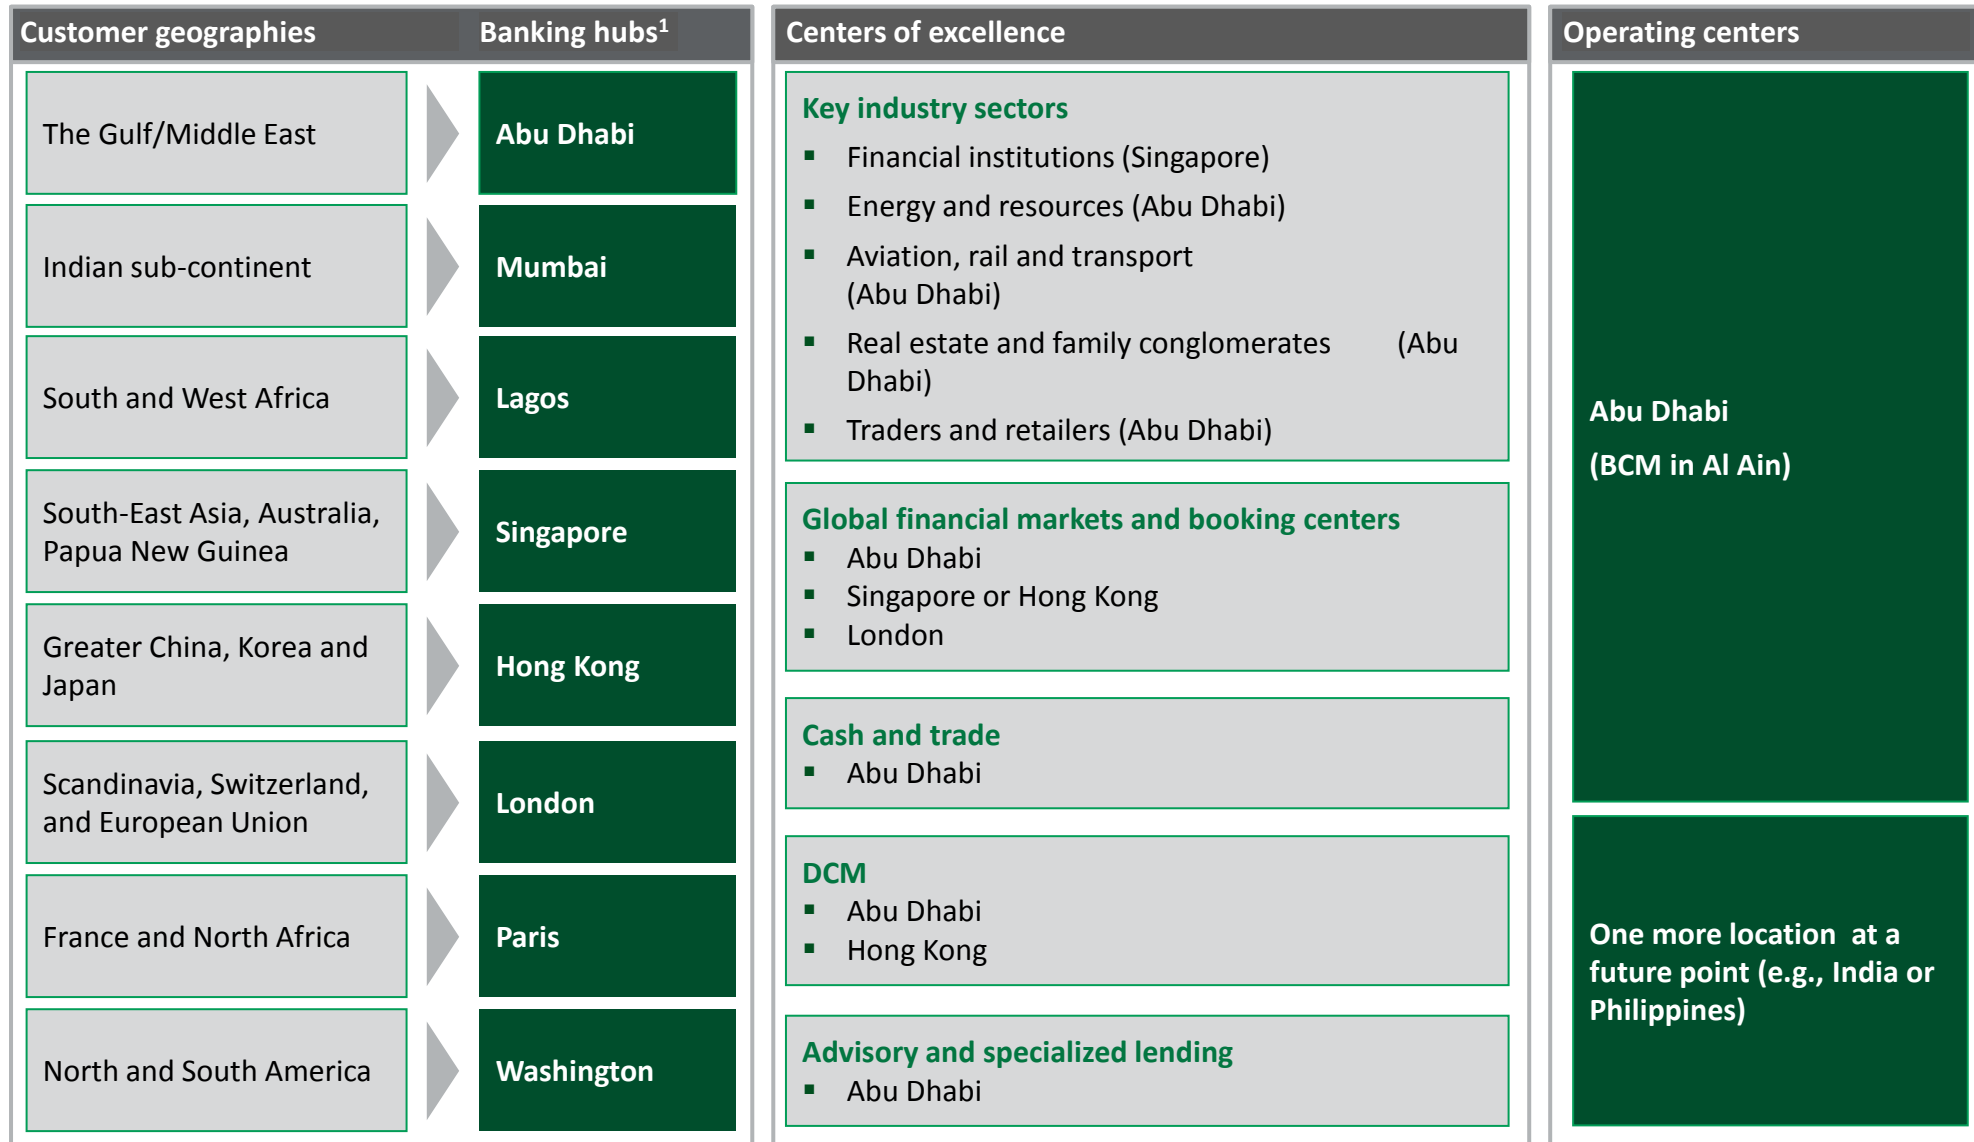 Customer geographies
Banking hubs1
The Gulf/Middle East
Abu Dhabi
Indian sub-continent
Mumbai
South and West Africa
Lagos
South-East Asia, Australia,
Papua New Guinea
Singapore
Greater China, Korea and
Japan
Hong Kong
Scandinavia, Switzerland,
and European Union
London
France and North Africa
Paris
North and South America
Washington
Centers of excellence
Key industry sectors
▪ Financial institutions (Singapore)
▪ Energy and resources (Abu Dhabi)
▪ Aviation, rail and transport
(Abu Dhabi)
▪ Real estate and family conglomerates (Abu
Dhabi)
▪ Traders and retailers (Abu Dhabi)
Global financial markets and booking centers
▪ Abu Dhabi
▪ Singapore or Hong Kong
▪ London
Cash and trade
▪ Abu Dhabi
DCM
▪ Abu Dhabi
▪ Hong Kong
Advisory and specialized lending
▪ Abu Dhabi
Operating centers
Abu Dhabi
(BCM in Al Ain)
One more location at a
future point (e.g., India or
Philippines)